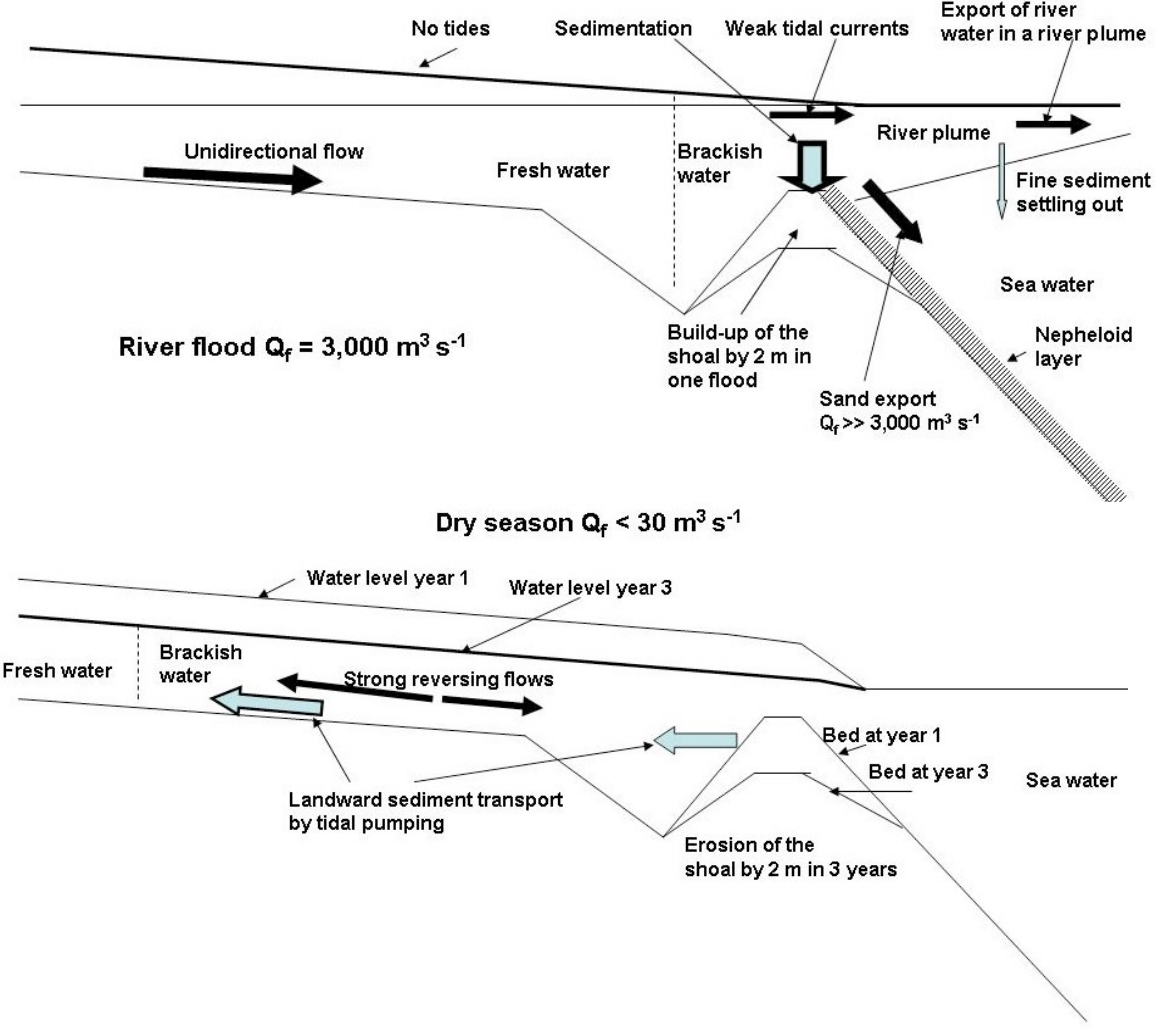 No tides
Sedimentation
Weak tidal currents
Export of river
water in a river plume
Unidirectional flow
Fresh water
Brackish
water
River plume
Fine sediment
settling out
Sea water
River flood Qf = 3,000 m³ s⁻¹
Build-up of the
shoal by 2 m in
one flood
Nepheloid
layer
Sand export
Qf >> 3,000 m³ s⁻¹
Dry season Qf < 30 m³ s⁻¹
Water level year 1
Water level year 3
Fresh water
Brackish
water
Strong reversing flows
Bed at year 1
Bed at year 3
Sea water
Landward sediment transport
by tidal pumping
Erosion of the
shoal by 2 m in 3 years